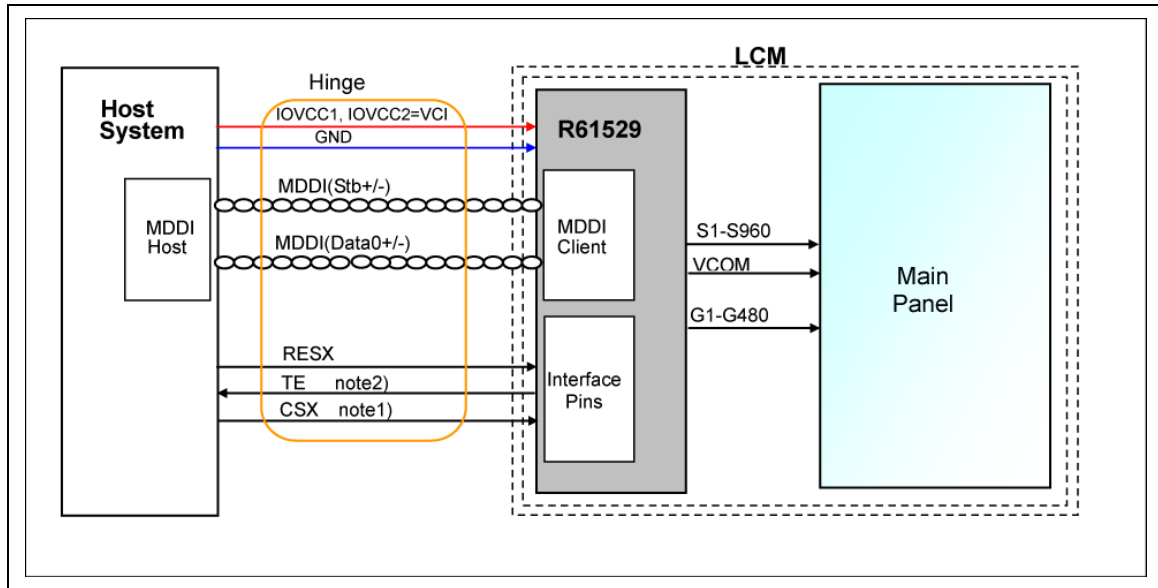 LCM
Hinge
Host
System
IOVCC1, IOVCC2=VCI
GND
R61529
MDDI(Stb+/-)
MDDI
Host
MDDI(Data0+/-)
MDDI
Client
S1-S960
VCOM
G1-G480
Main
Panel
RESX
TE note2)
CSX note1)
Interface
Pins